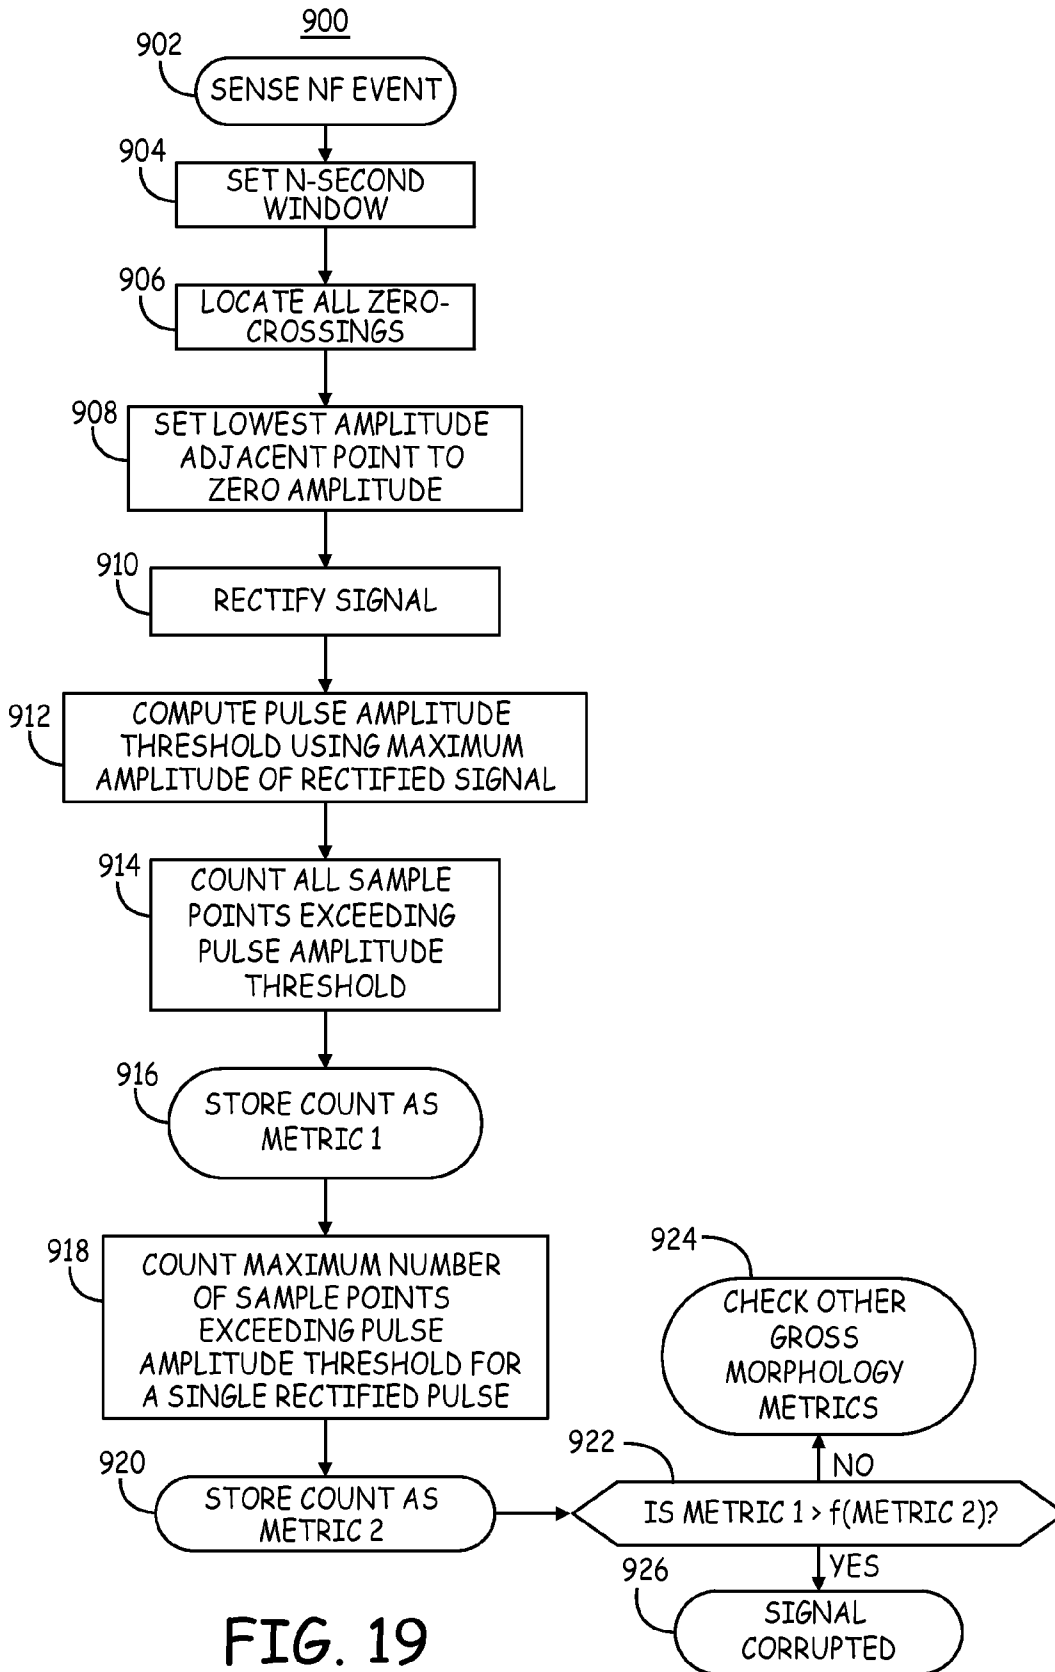 900
902
SENSE NF EVENT
904
SET N-SECOND
WINDOW
906
LOCATE ALL ZERO-
CROSSINGS
908
SET LOWEST AMPLITUDE
ADJACENT POINT TO
ZERO AMPLITUDE
910
RECTIFY SIGNAL
912
COMPUTE PULSE AMPLITUDE
THRESHOLD USING MAXIMUM
AMPLITUDE OF RECTIFIED SIGNAL
914
COUNT ALL SAMPLE
POINTS EXCEEDING
PULSE AMPLITUDE
THRESHOLD
916
STORE COUNT AS
METRIC 1
918
COUNT MAXIMUM NUMBER
OF SAMPLE POINTS
EXCEEDING PULSE
AMPLITUDE THRESHOLD FOR
A SINGLE RECTIFIED PULSE
920
STORE COUNT AS
METRIC 2
922
IS METRIC 1 > f(METRIC 2)?
NO
924
CHECK OTHER
GROSS
MORPHOLOGY
METRICS
YES
926
SIGNAL
CORRUPTED
FIG. 19